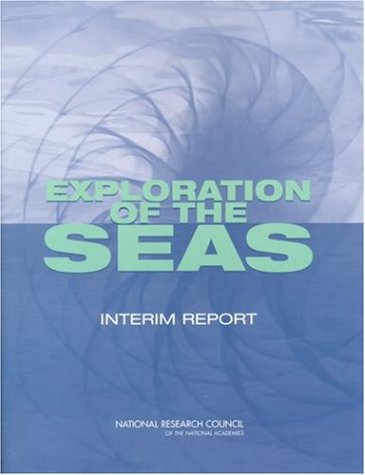 EXPLORATION
OF THE
SEAS
INTERIM REPORT
NATIONAL RESEARCH COUNCIL
OF THE NATIONAL ACADEMIES